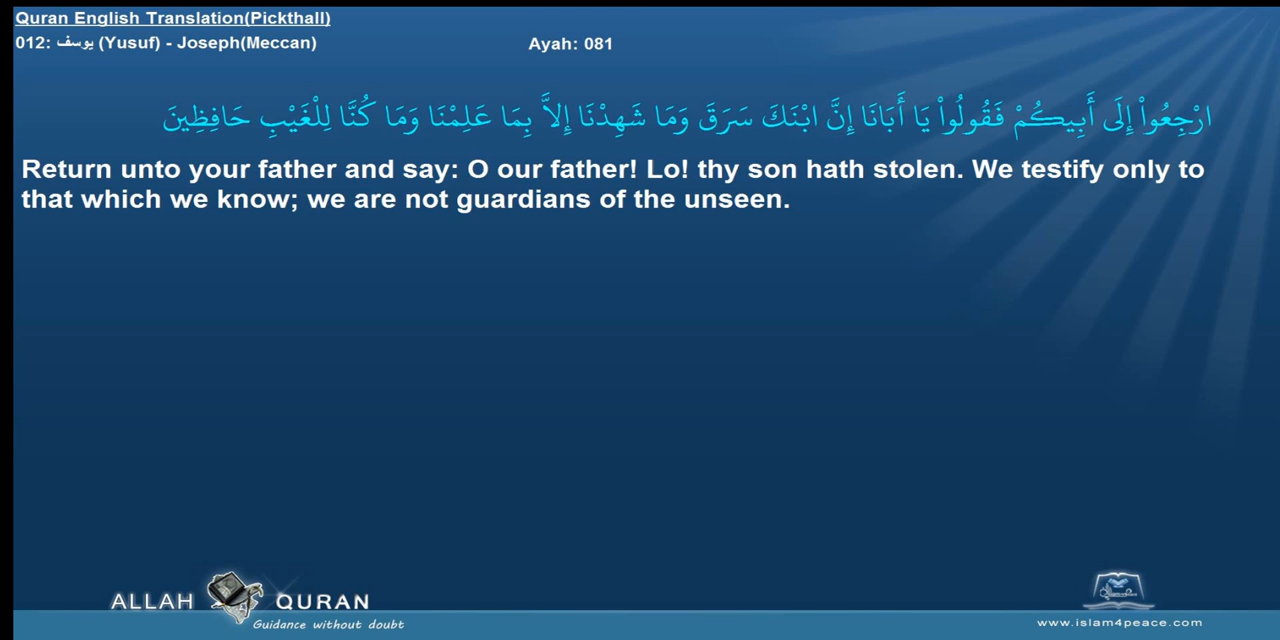 Quran English Translation(Pickthall)
012: يوسف (Yusuf) - Joseph(Meccan) Ayah: 081
ارْجِعُواْ إِلَى أَبِيكُمْ فَقُولُواْ يَا أَبَانَا إِنَّ ابْنَكَ سَرَقَ وَمَا شَهِدْنَا إِلاَّ بِمَا عَلِمْنَا وَمَا كُنَّا لِلْغَيْبِ حَافِظِينَ
Return unto your father and say: O our father! Lo! thy son hath stolen. We testify only to
that which we know; we are not guardians of the unseen.
ALLAH QURAN
Guidance without doubt
www.islam4peace.com